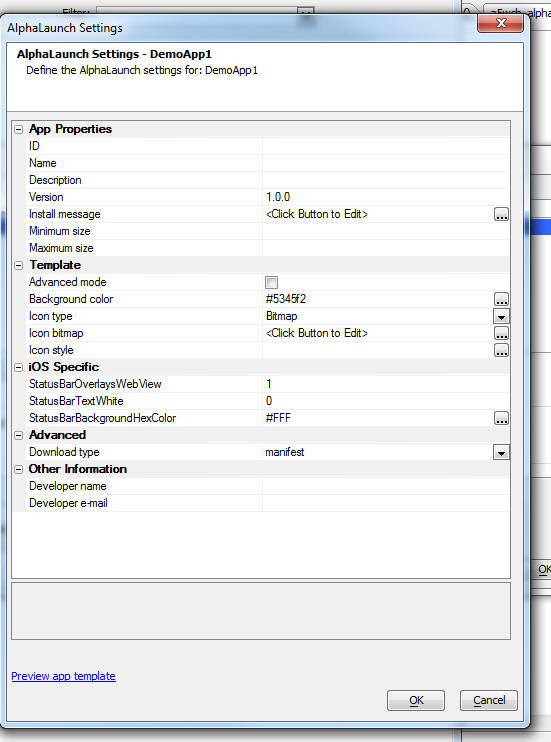 Filter:
AlphaLaunch Settings
AlphaLaunch Settings - DemoApp1
Define the AlphaLaunch settings for: DemoApp1
App Properties
ID
Name
Description
Version 1.0.0
Install message <Click Button to Edit> ...
Minimum size
Maximum size
Template
Advanced mode
Background color #5345f2 ...
Icon type Bitmap
Icon bitmap <Click Button to Edit> ...
Icon style ...
iOS Specific
StatusBarOverlaysWebView 1
StatusBarTextWhite 0
StatusBarBackgroundHexColor #FFF ...
Advanced
Download type manifest
Other Information
Developer name
Developer e-mail
OK
Preview app template
OK Cancel